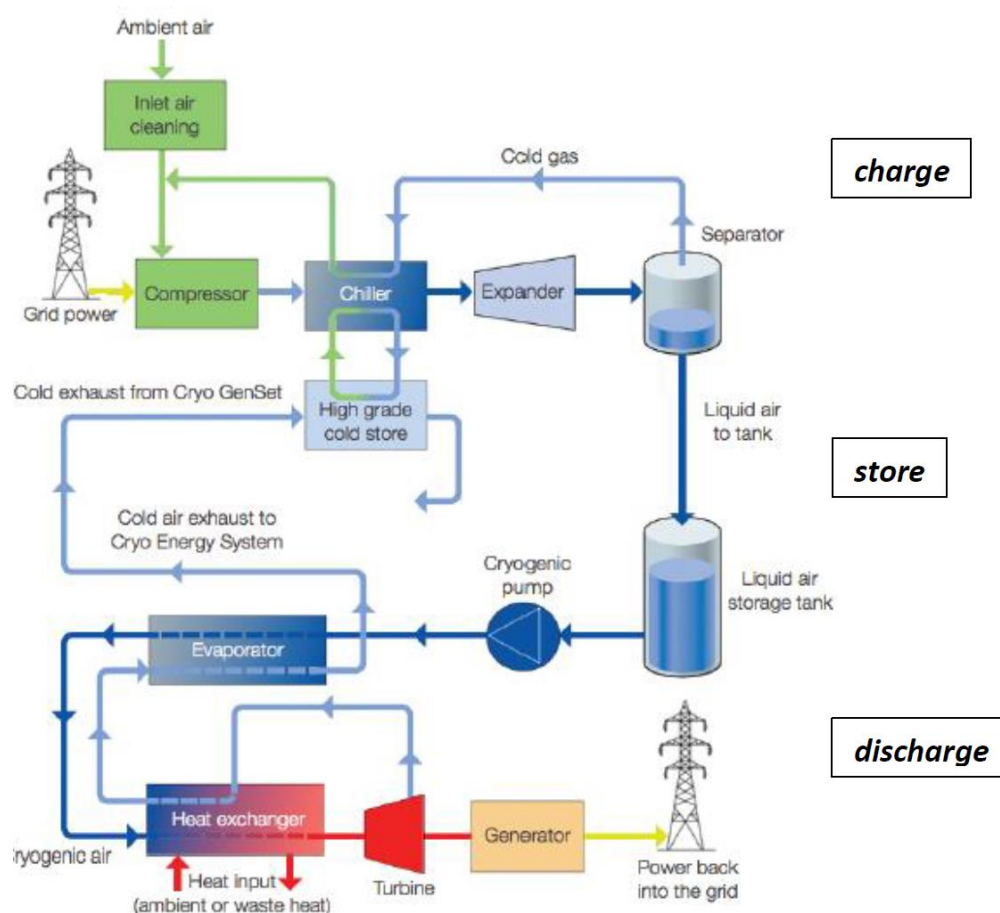 Ambient air
Inlet air
cleaning
Cold gas
charge
Separator
Compressor
Chiller
Expander
Grid power
Cold exhaust from Cryo GenSet
High grade
cold store
Liquid air
to tank
store
Cold air exhaust to
Cryo Energy System
Cryogenic
pump
Liquid air
storage tank
Evaporator
discharge
Heat exchanger
Generator
ryogenic air
Heat input
(ambient or waste heat)
Turbine
Power back
into the grid